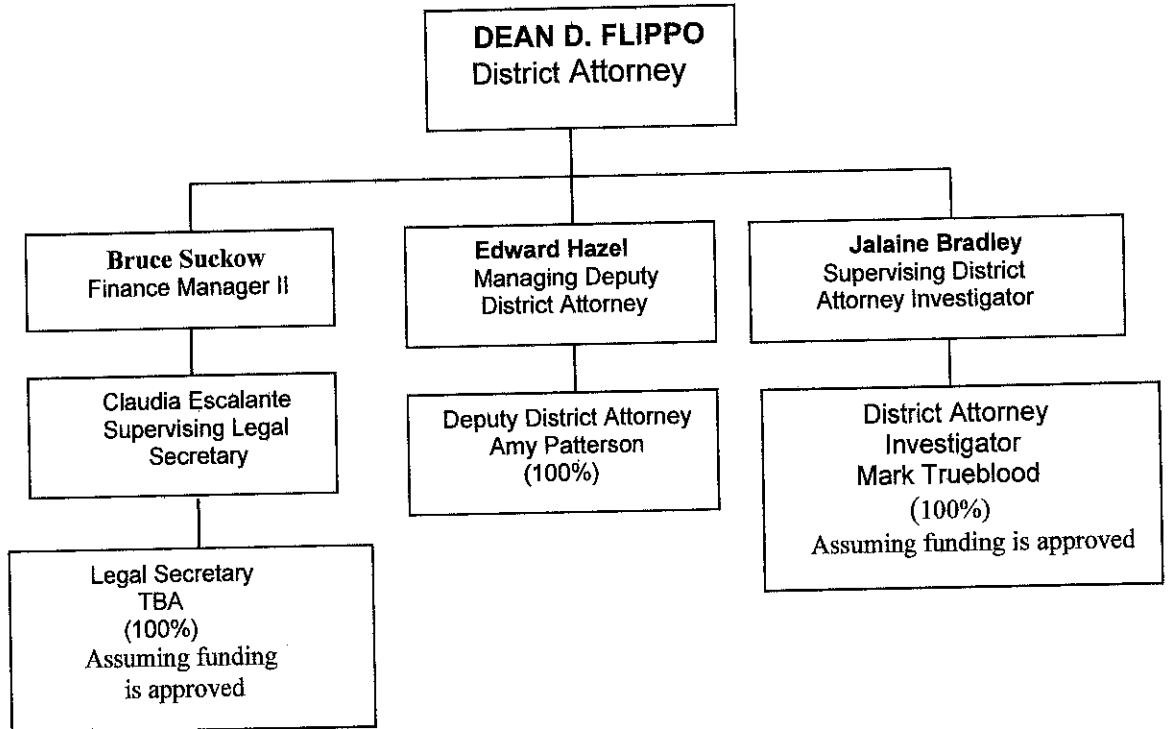 DEAN D. FLIPPO
District Attorney
Bruce Suckow
Finance Manager II
Edward Hazel
Managing Deputy
District Attorney
Jalaine Bradley
Supervising District
Attorney Investigator
Claudia Escalante
Supervising Legal
Secretary
Deputy District Attorney
Amy Patterson
(100%)
District Attorney
Investigator
Mark Trueblood
(100%)
Assuming funding is approved
Legal Secretary
TBA
(100%)
Assuming funding
is approved